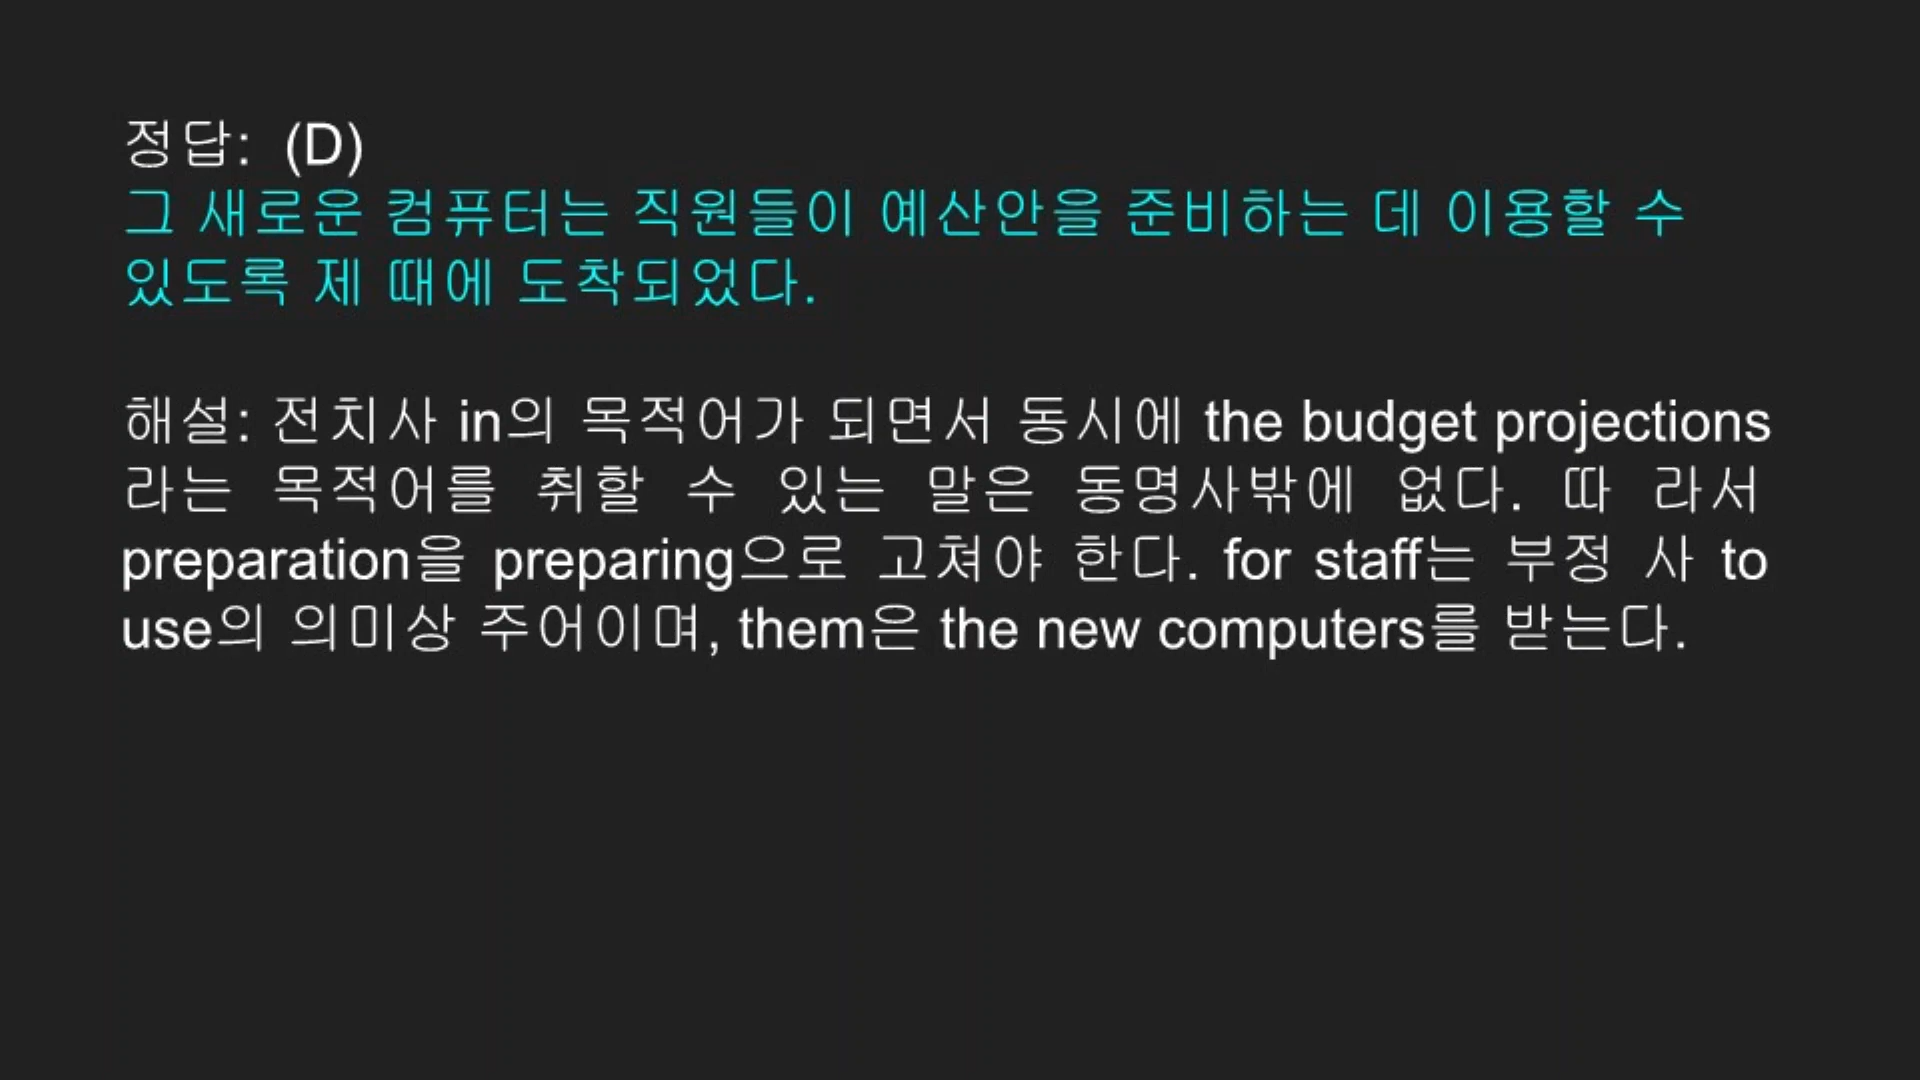 정답: (D)
그 새로운 컴퓨터는 직원들이 예산안을 준비하는 데 이용할 수
있도록 제 때에 도착되었다.
해설: 전치사 in의 목적어가 되면서 동시에 the budget projections
라는 목적어를 취할 수 있는 말은 동명사밖에 없다. 따 라서
preparation을 preparing으로 고쳐야 한다. for staff는 부정 사 to
use의 의미상 주어이며, them은 the new computers를 받는다.